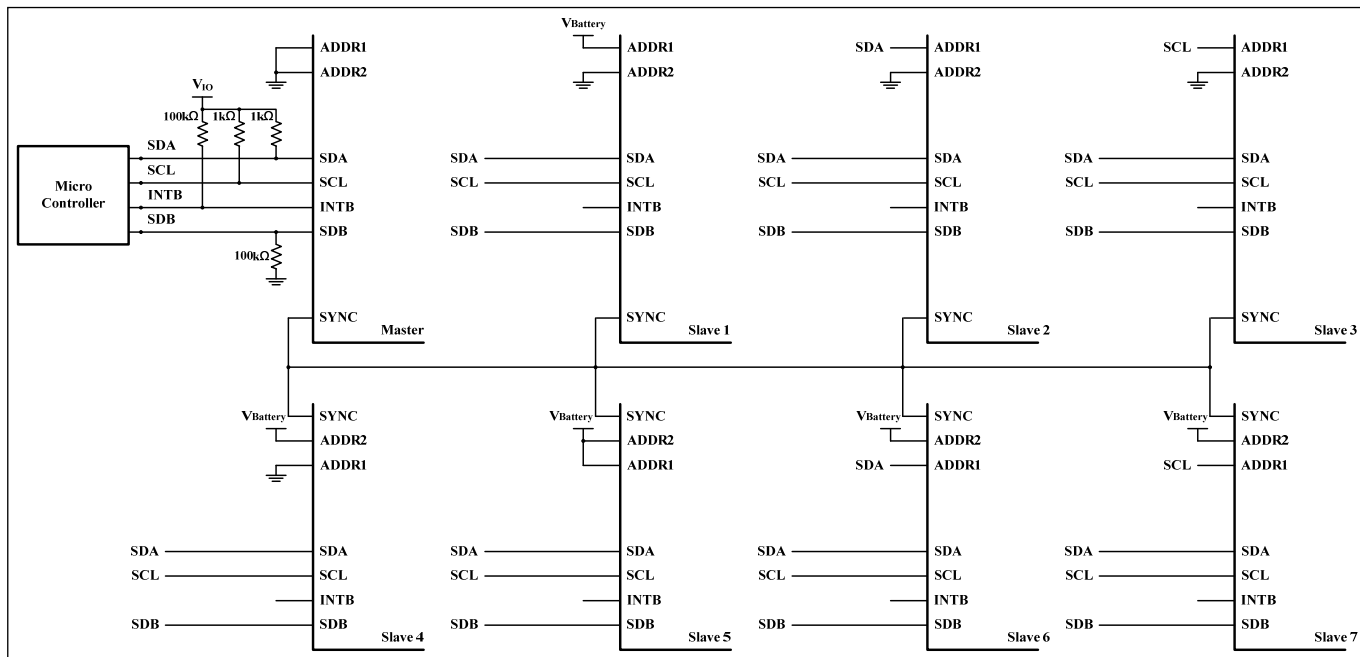 ADDR1
ADDR2
VIO
100kΩ
1kΩ
1kΩ
SDA
SCL
INTB
SDB
Micro
Controller
100kΩ
SDA
SCL
INTB
SDB
SYNC
Master
VBattery
ADDR1
ADDR2
SDA
SCL
SDB
SDA
SCL
INTB
SDB
SYNC
Slave 1
SDA
ADDR1
ADDR2
SDA
SCL
SDB
SDA
SCL
INTB
SDB
SYNC
Slave 2
SCL
ADDR1
ADDR2
SDA
SCL
SDB
SDA
SCL
INTB
SDB
SYNC
Slave 3
VBattery
SYNC
ADDR2
ADDR1
SDA
SCL
SDB
SDA
SCL
INTB
SDB
Slave 4
VBattery
SYNC
ADDR2
ADDR1
SDA
SCL
SDB
SDA
SCL
INTB
SDB
Slave 5
VBattery
SDA
SYNC
ADDR2
ADDR1
SDA
SCL
SDB
SDA
SCL
INTB
SDB
Slave 6
VBattery
SCL
SYNC
ADDR2
ADDR1
SDA
SCL
SDB
SDA
SCL
INTB
SDB
Slave 7